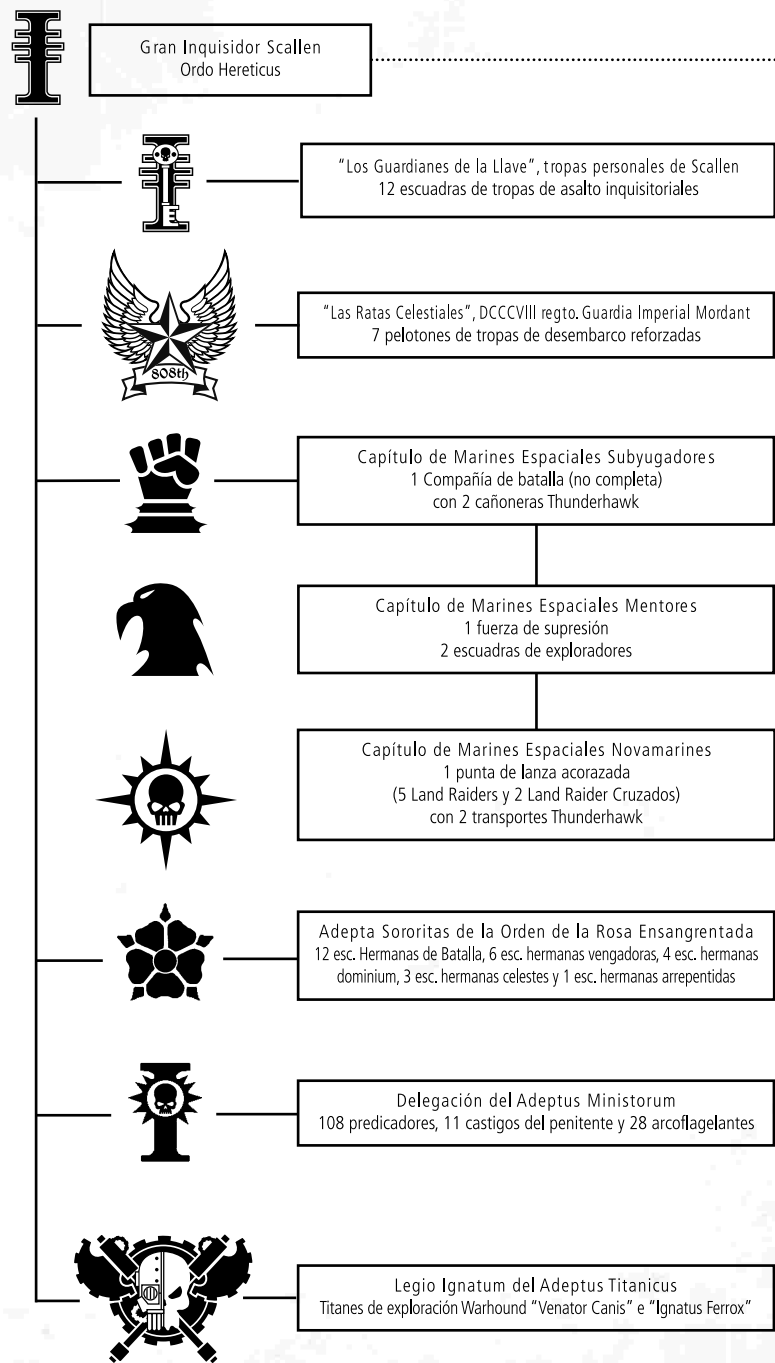 Gran Inquisidor Scallen
Ordo Hereticus
"Los Guardianes de la Llave", tropas personales de Scallen
12 escuadras de tropas de asalto inquisitoriales
808th
"Las Ratas Celestiales", DCCCVIII regto. Guardia Imperial Mordant
7 pelotones de tropas de desembarco reforzadas
Capítulo de Marines Espaciales Subyugadores
1 Compañía de batalla (no completa)
con 2 cañoneras Thunderhawk
Capítulo de Marines Espaciales Mentores
1 fuerza de supresión
2 escuadras de exploradores
Capítulo de Marines Espaciales Novamarines
1 punta de lanza acorazada
(5 Land Raiders y 2 Land Raider Cruzados)
con 2 transportes Thunderhawk
Adepta Sororitas de la Orden de la Rosa Ensangrentada
12 esc. Hermanas de Batalla, 6 esc. hermanas vengadoras, 4 esc. hermanas
dominium, 3 esc. hermanas celestes y 1 esc. hermanas arrepentidas
Delegación del Adeptus Ministorum
108 predicadores, 11 castigos del penitente y 28 arcoflagelantes
Legio Ignatum del Adeptus Titanicus
Titanes de exploración Warhound "Venator Canis" e "Ignatus Ferrox"